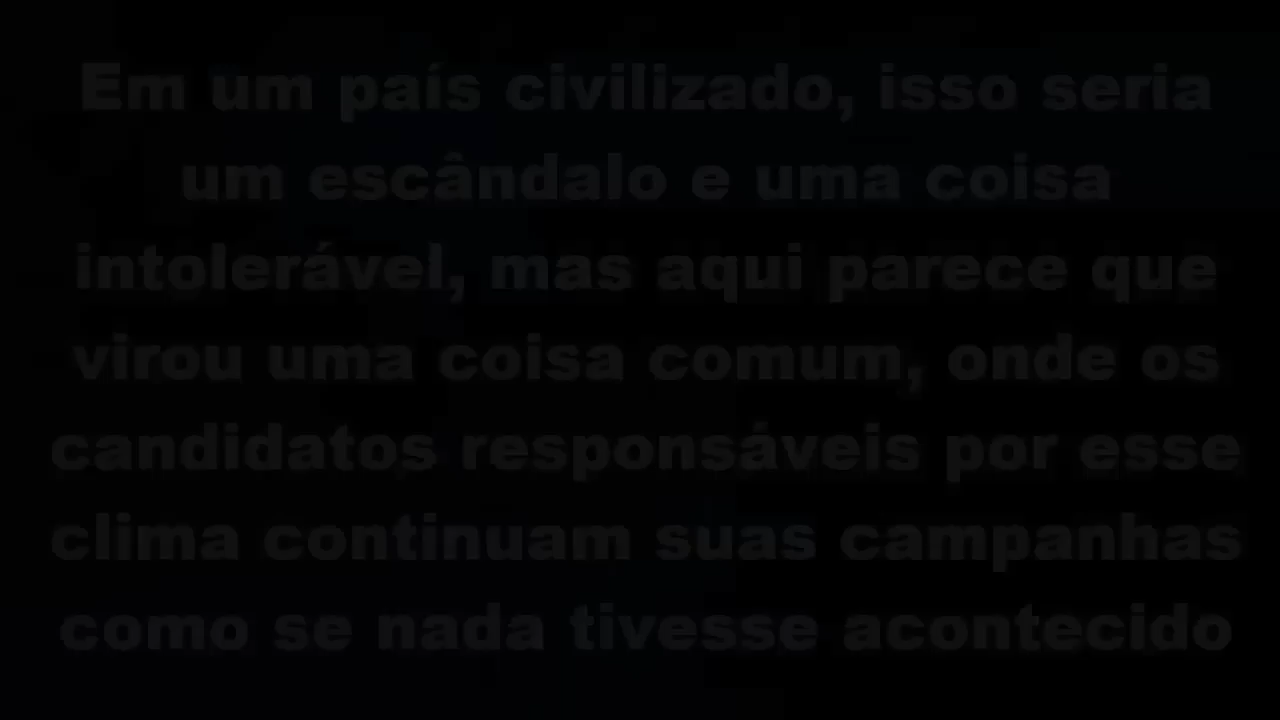 Em um país civilizado, isso seria
um escândalo e uma coisa
intolerável, mas aqui parece que
virou uma coisa comum, onde os
candidatos responsáveis por esse
clima continuam suas campanhas
como se nada tivesse acontecido